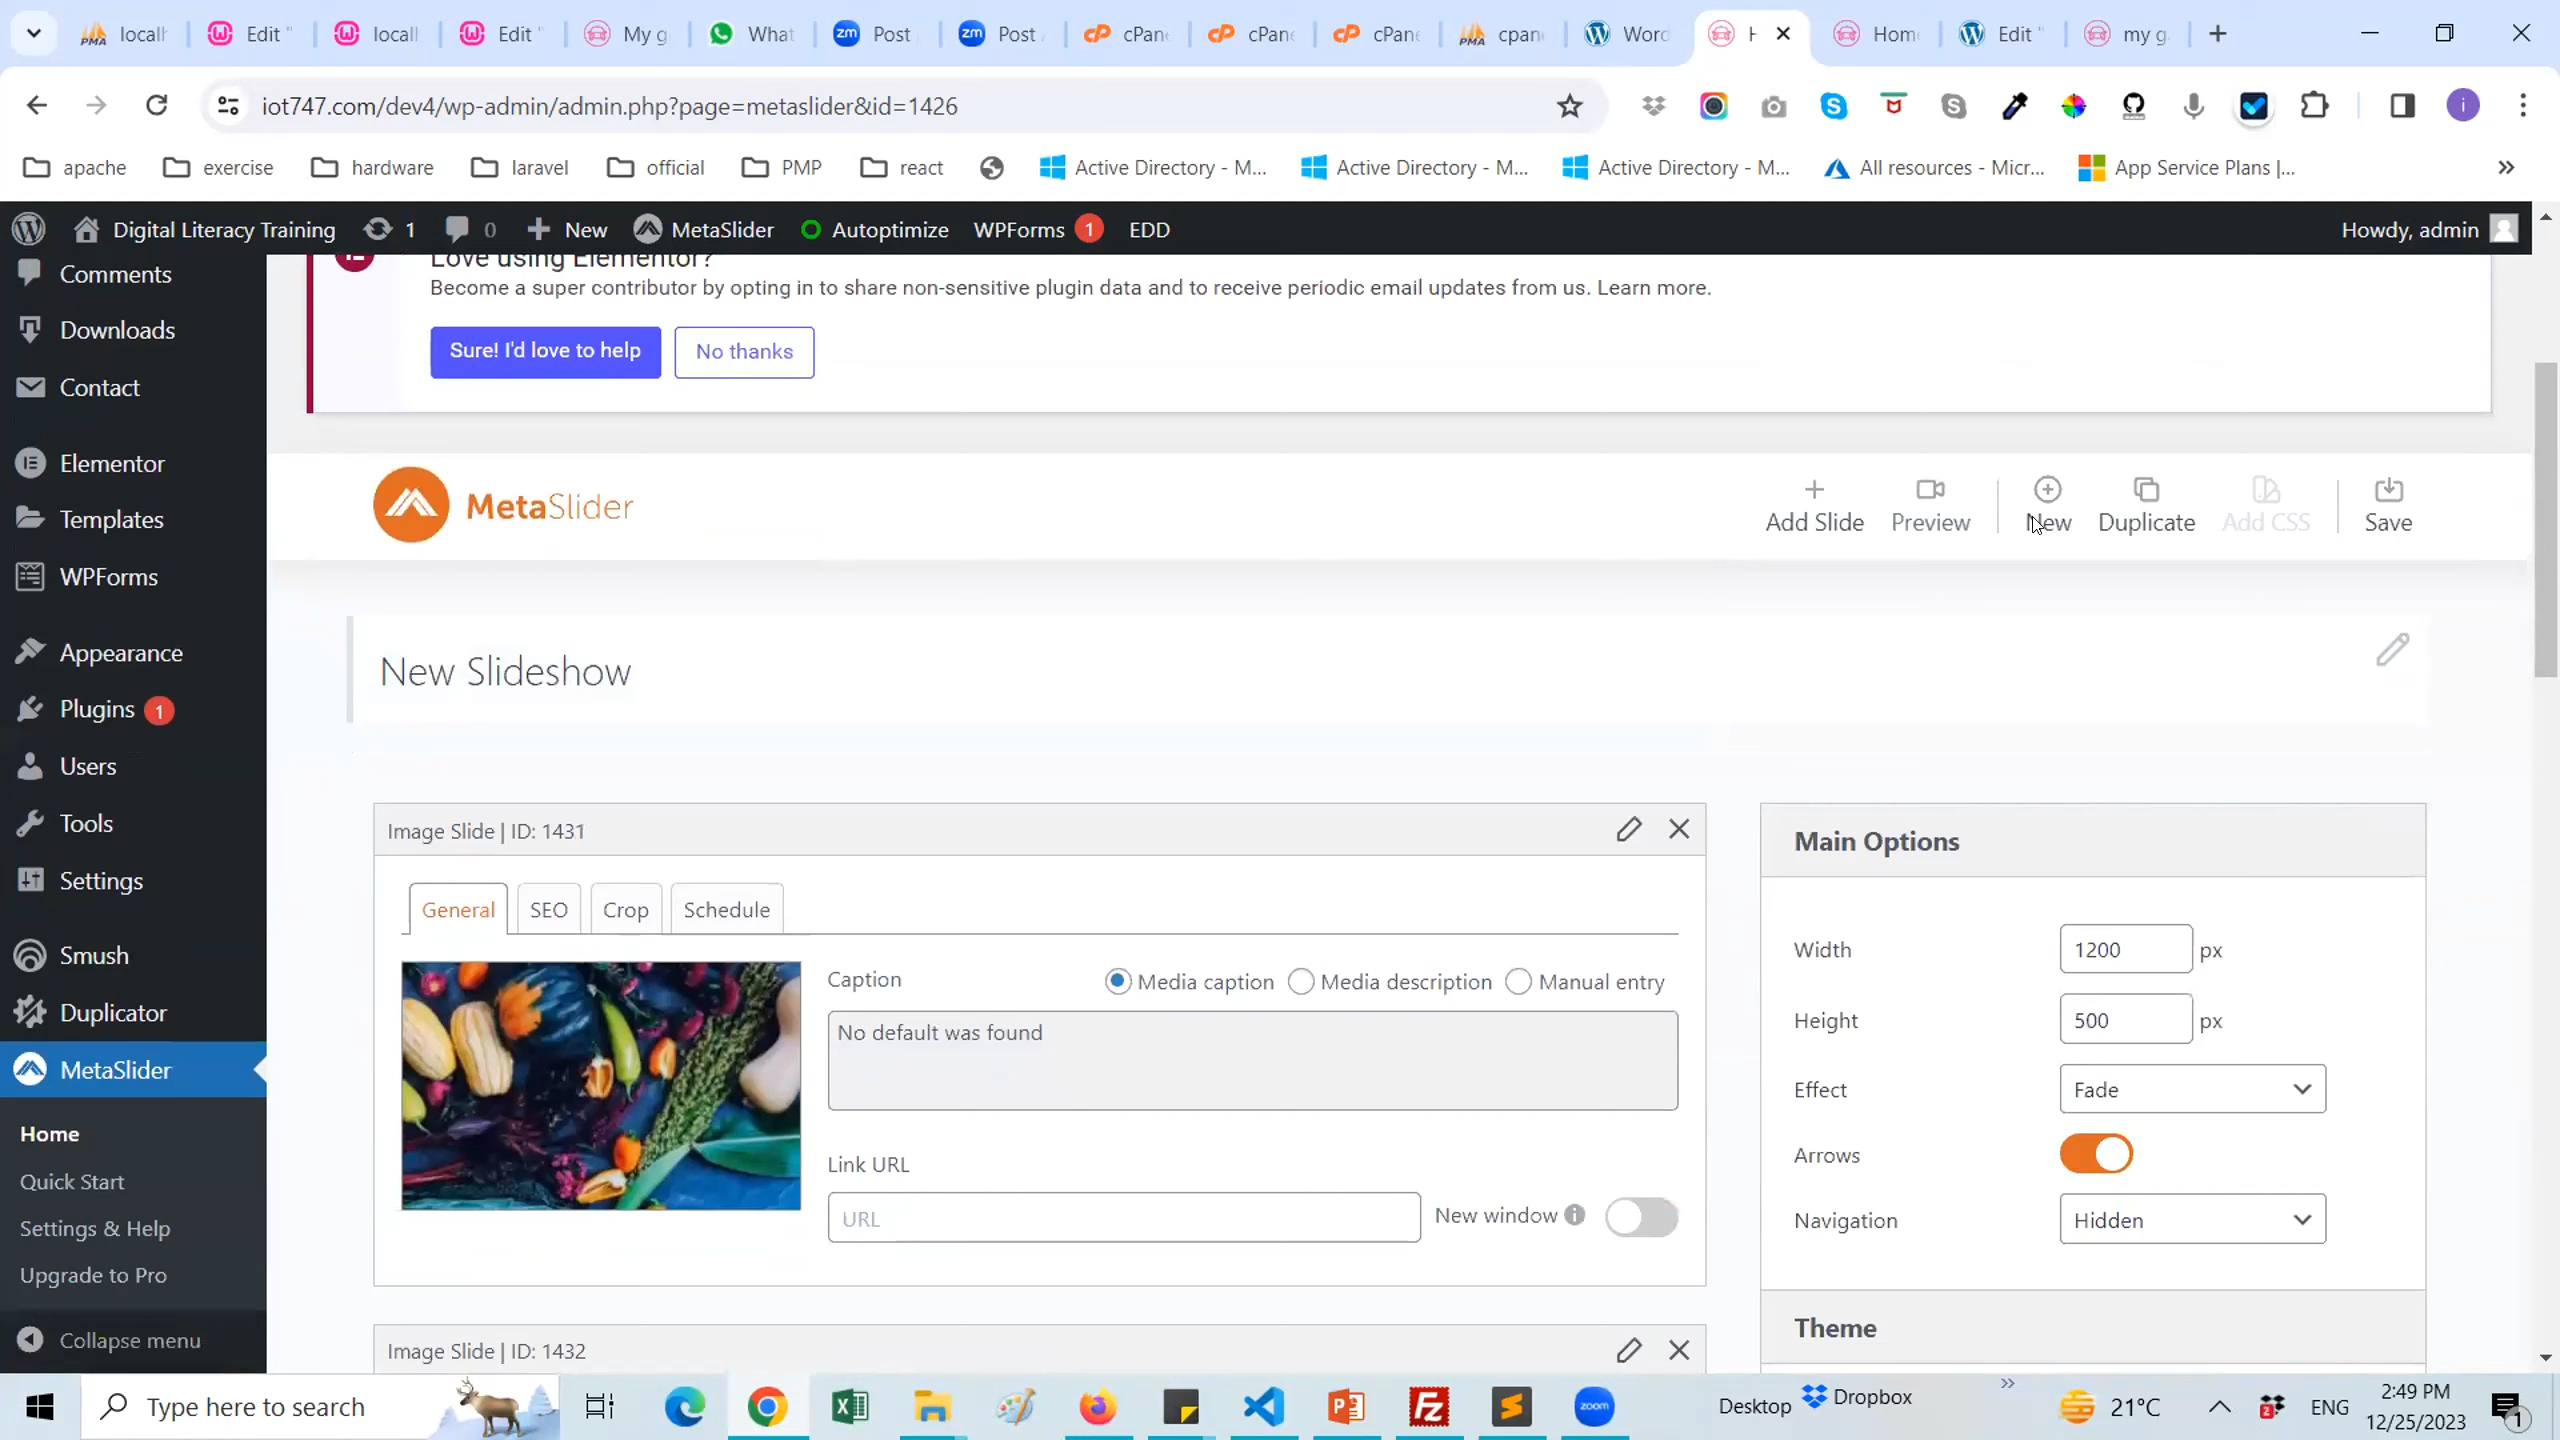 locall
Edit "
locall
Edit "
My g
What
Post
Post
cPane
cPane
cPane
cpan
Word
H
Home
Edit "
my g
iot747.com/dev4/wp-admin/admin.php?page=metaslider&id=1426
apache
exercise
hardware
laravel
official
PMP
react
Active Directory - M...
Active Directory - M...
Active Directory - M...
All resources - Micr...
App Service Plans |...
Digital Literacy Training
1
0
New
MetaSlider
Autoptimize
WPForms 1
EDD
Howdy, admin
Comments
Downloads
Contact
Elementor
Templates
WPForms
Appearance
Plugins 1
Users
Tools
Settings
Smush
Duplicator
MetaSlider
Home
Quick Start
Settings & Help
Upgrade to Pro
Collapse menu
Love using Elementor?
Become a super contributor by opting in to share non-sensitive plugin data and to receive periodic email updates from us. Learn more.
Sure! I'd love to help
No thanks
MetaSlider
Add Slide
Preview
New
Duplicate
Add CSS
Save
New Slideshow
Image Slide | ID: 1431
General
SEO
Crop
Schedule
Caption
Media caption
Media description
Manual entry
No default was found
Link URL
URL
New window
Image Slide | ID: 1432
Main Options
Width
1200
px
Height
500
px
Effect
Fade
Arrows
Navigation
Hidden
Theme
Type here to search
zoom
Desktop
Dropbox
21°C
2
ENG
2:49 PM
12/25/2023
1